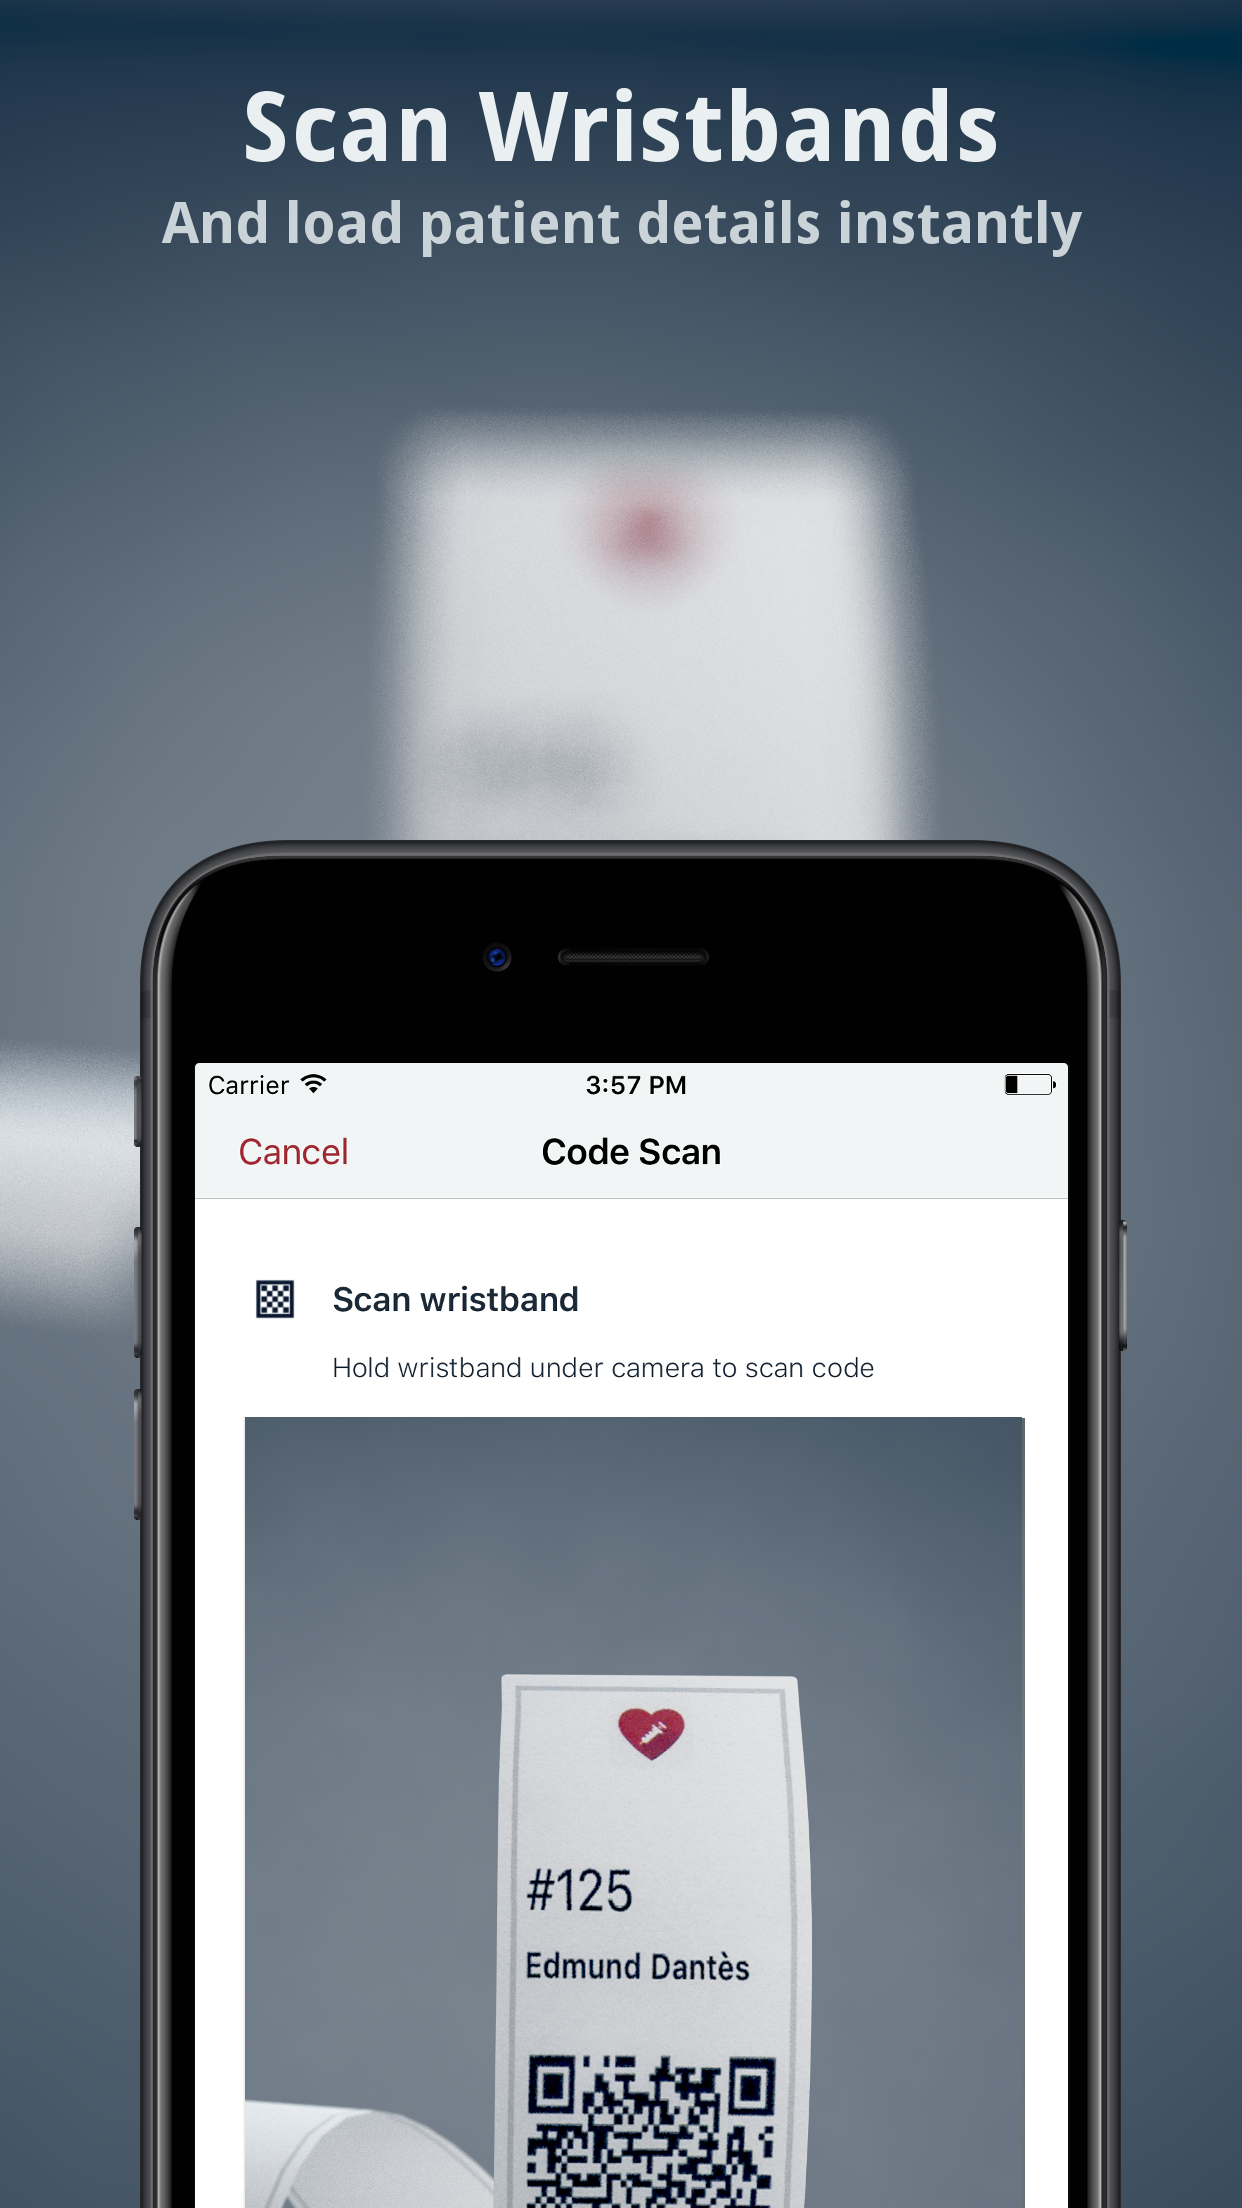 Scan Wristbands
And load patient details instantly
Carrier 3:57 PM
Cancel Code Scan
Scan wristband
Hold wristband under camera to scan code
#125
Edmund Dantès